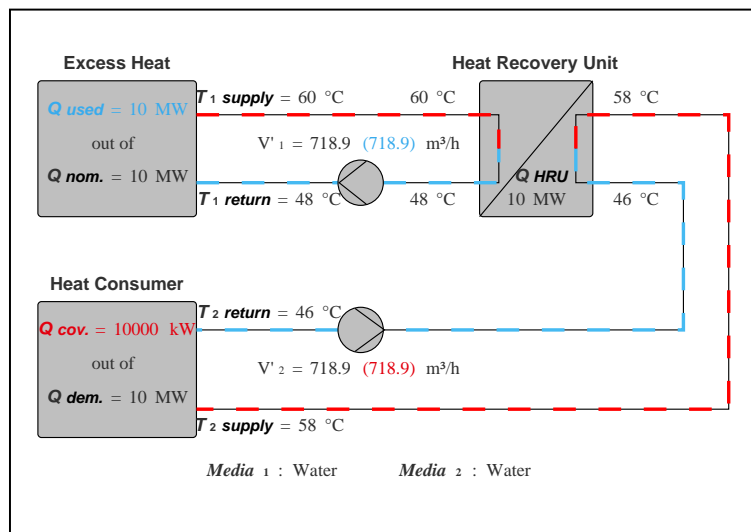 Excess Heat
Heat Recovery Unit
Q used = 10 MW
out of
Q nom. = 10 MW
T 1 supply = 60 °C
60 °C
58 °C
V' 1 = 718.9 (718.9) m³/h
T 1 return = 48 °C
48 °C
Q HRU
10 MW
46 °C
Heat Consumer
Q cov. = 10000 kW
out of
Q dem. = 10 MW
T 2 return = 46 °C
V' 2 = 718.9 (718.9) m³/h
T 2 supply = 58 °C
Media 1 : Water
Media 2 : Water